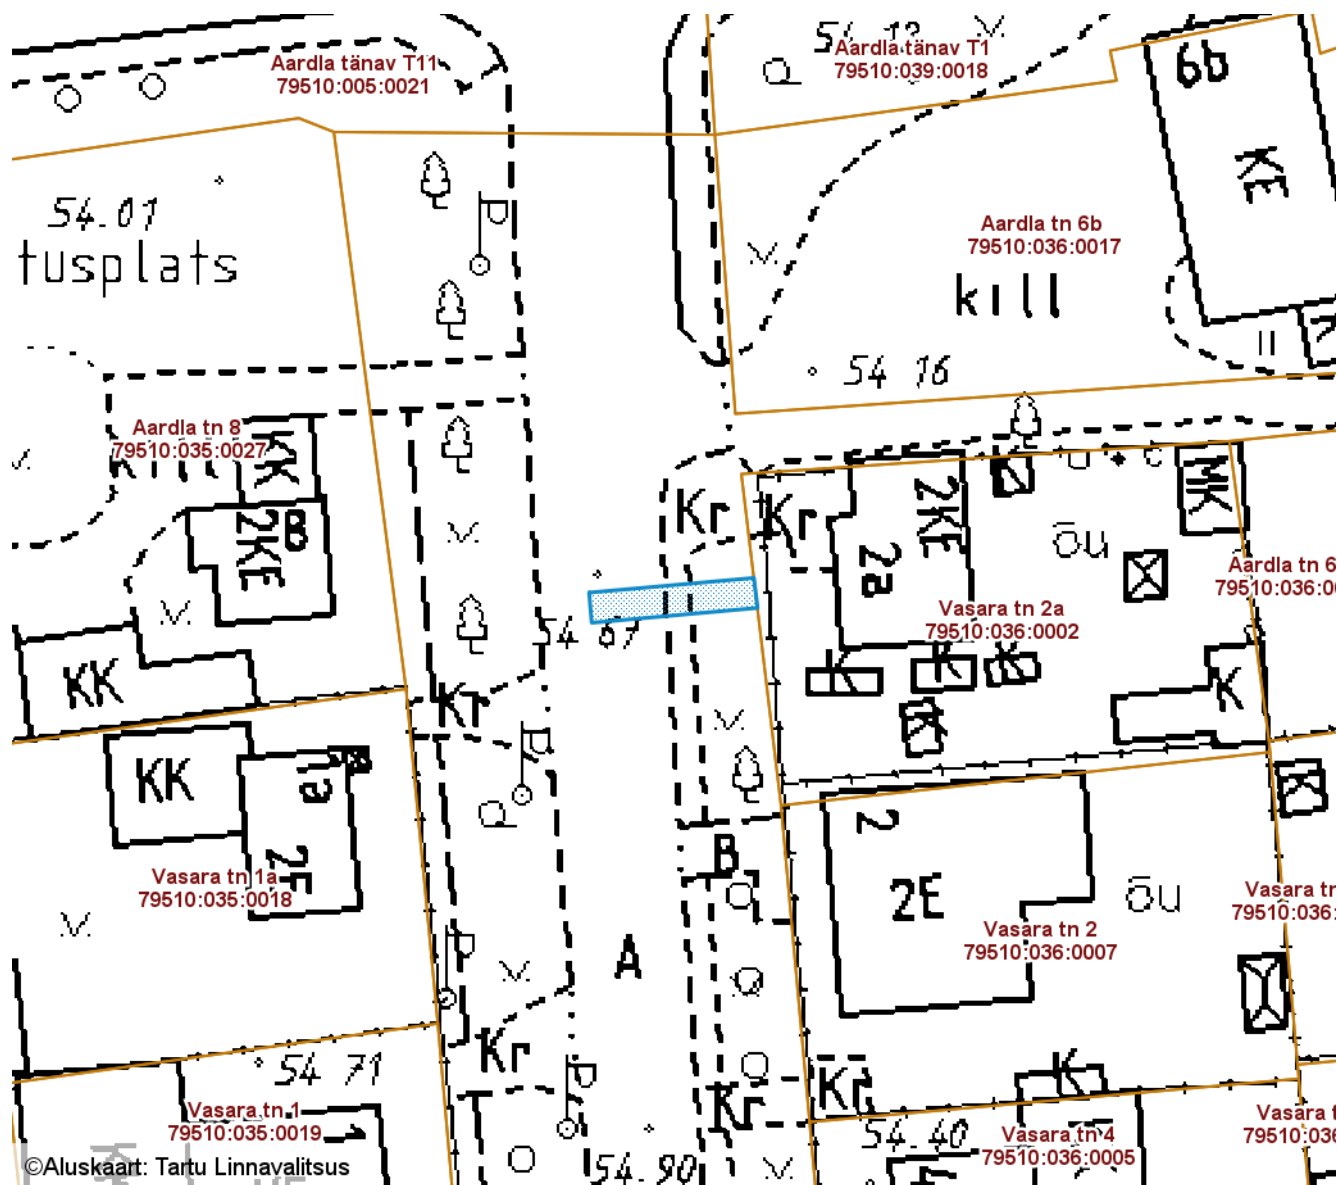 Aardla tänav T11
79510:005:0021
Aardla tänav T1
79510:039:0018
6b
KE
54.01
tusplats
Aardla tn 6b
79510:036:0017
kill
54 16
Aardla tn 8
79510:035:0027
KK
2KE
8
Kr
Kr
2KE
2a
õu
MK
Aardla tn 6
79510:036:0
Vasara tn 2a
79510:036:0002
54 67
KK
K
K
K
K
K
Kr
KK
1a
2E
Vasara tn 1a
79510:035:0018
2
2E
õu
K
B
Vasara tn 2
79510:036:0007
Vasara tn
79510:036:
A
Kr
54 71
Kr
Kr
K
Vasara tn 1
79510:035:0019
1
54.40
Vasara tn 4
79510:036:0005
Vasara t
79510:036
54.90
©Aluskaart: Tartu Linnavalitsus